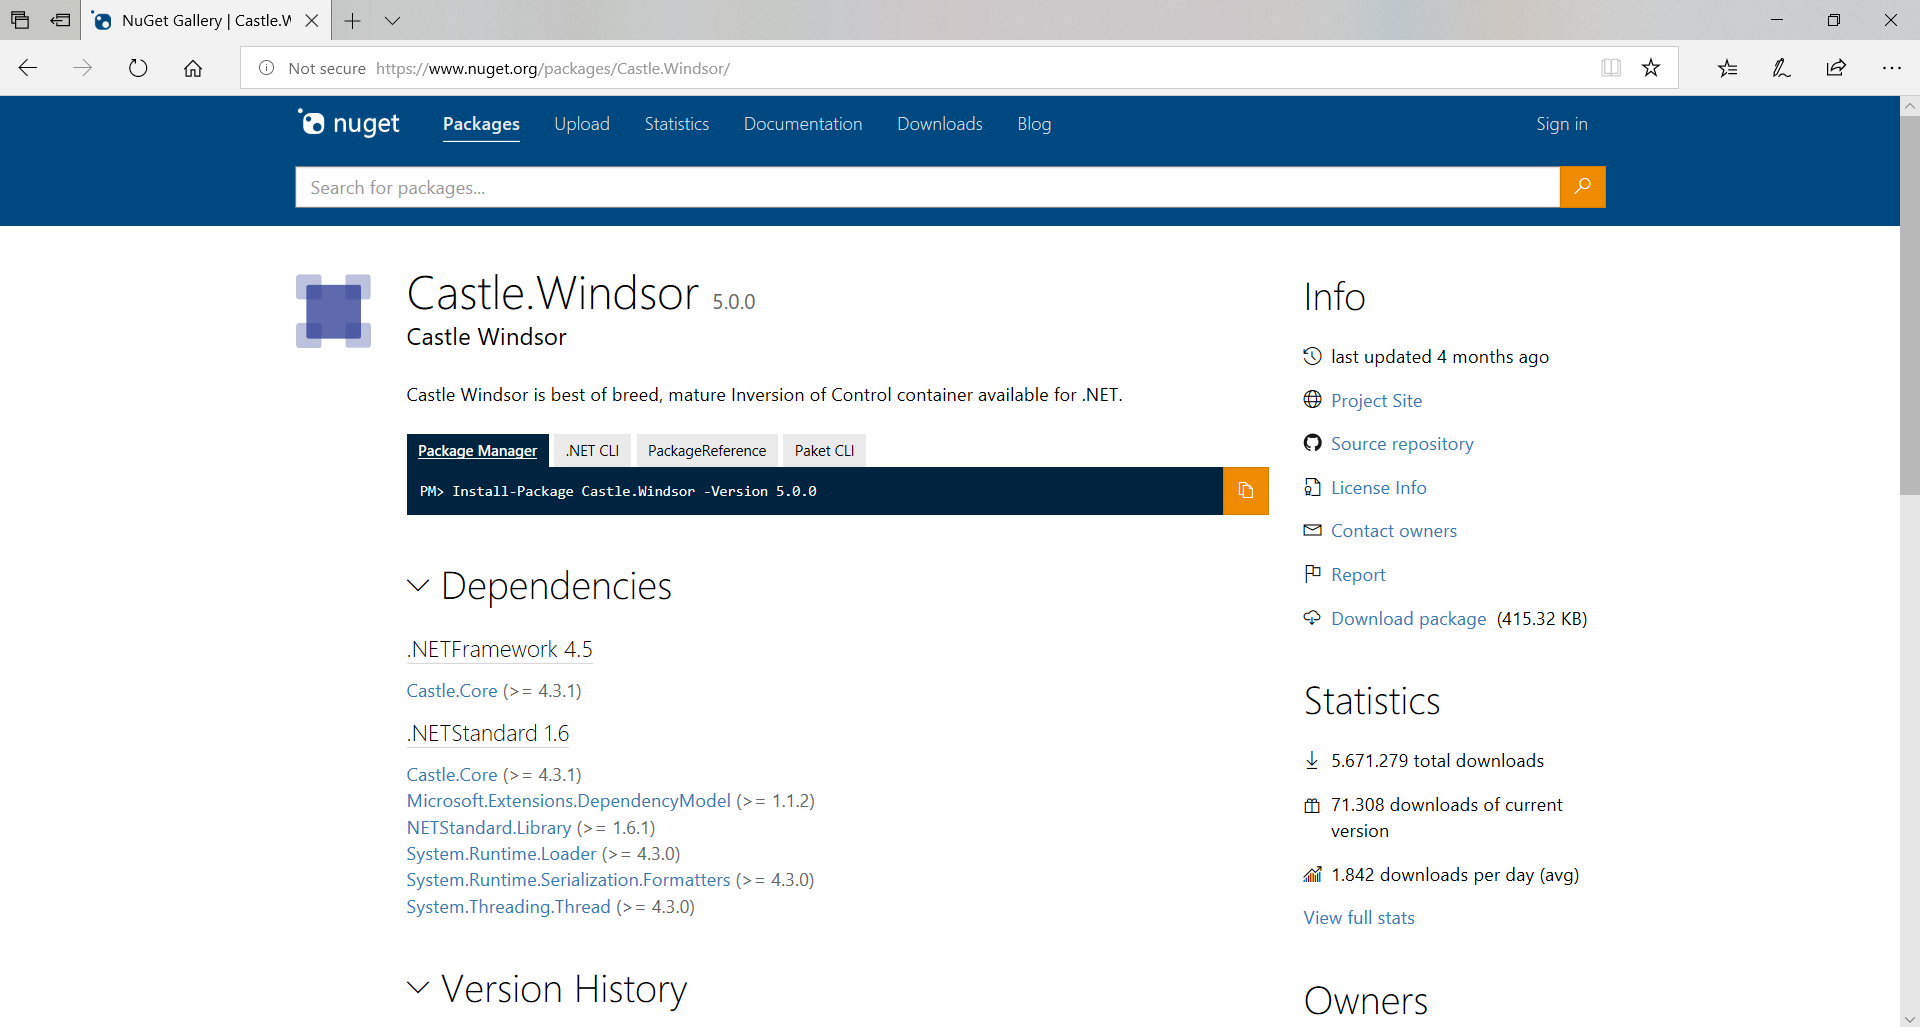 NuGet Gallery | Castle.W
Not secure https://www.nuget.org/packages/Castle.Windsor/
nuget Packages Upload Statistics Documentation Downloads Blog Sign in
Search for packages...
Castle.Windsor 5.0.0
Castle Windsor
Castle Windsor is best of breed, mature Inversion of Control container available for .NET.
Package Manager .NET CLI PackageReference Paket CLI
PM> Install-Package Castle.Windsor -Version 5.0.0
Dependencies
.NETFramework 4.5
Castle.Core (>= 4.3.1)
.NETStandard 1.6
Castle.Core (>= 4.3.1)
Microsoft.Extensions.DependencyModel (>= 1.1.2)
NETStandard.Library (>= 1.6.1)
System.Runtime.Loader (>= 4.3.0)
System.Runtime.Serialization.Formatters (>= 4.3.0)
System.Threading.Thread (>= 4.3.0)
Version History
Info
last updated 4 months ago
Project Site
Source repository
License Info
Contact owners
Report
Download package (415.32 KB)
Statistics
5.671.279 total downloads
71.308 downloads of current
version
1.842 downloads per day (avg)
View full stats
Owners